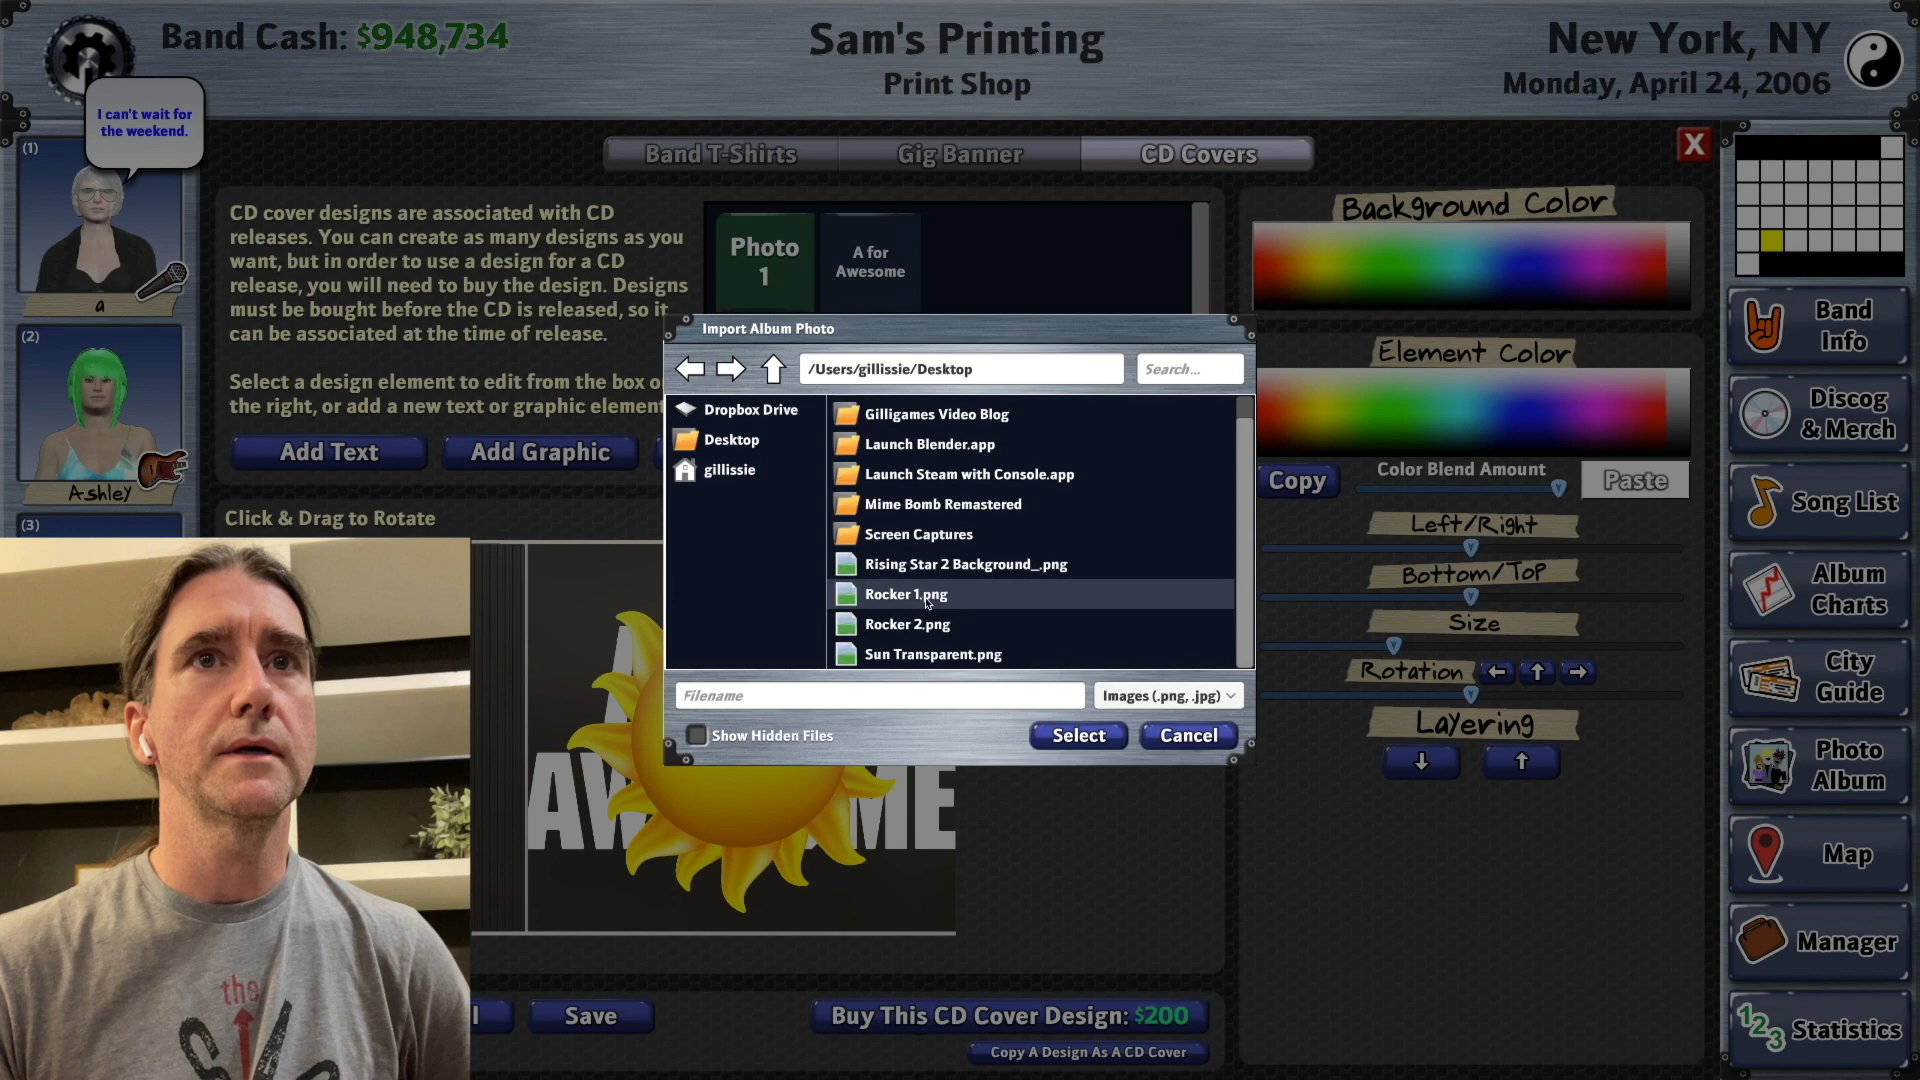 Band Cash: $948,734
Sam's Printing
Print Shop
New York, NY
Monday, April 24, 2006
I can't wait for
the weekend.
(1)
a
(2)
Ashley
(3)
Band T-Shirts
Gig Banner
CD Covers
X
CD cover designs are associated with CD
releases. You can create as many designs as you
want, but in order to use a design for a CD
release, you will need to buy the design. Designs
must be bought before the CD is released, so it
can be associated at the time of release.
Select a design element to edit from the box o
the right, or add a new text or graphic element
Add Text
Add Graphic
Photo
1
A for
Awesome
Click & Drag to Rotate
Import Album Photo
/Users/gillissie/Desktop
Search...
Dropbox Drive
Desktop
gillissie
Gilligames Video Blog
Launch Blender.app
Launch Steam with Console.app
Mime Bomb Remastered
Screen Captures
Rising Star 2 Background_.png
Rocker 1.png
Rocker 2.png
Sun Transparent.png
Filename
Images (.png, .jpg)
Show Hidden Files
Select
Cancel
Save
Buy This CD Cover Design: $200
Copy A Design As A CD Cover
Background Color
Element Color
Copy
Color Blend Amount
Paste
Left/Right
Bottom/Top
Size
Rotation
Layering
Band
Info
Discog
& Merch
Song List
Album
Charts
City
Guide
Photo
Album
Map
Manager
123
Statistics
the